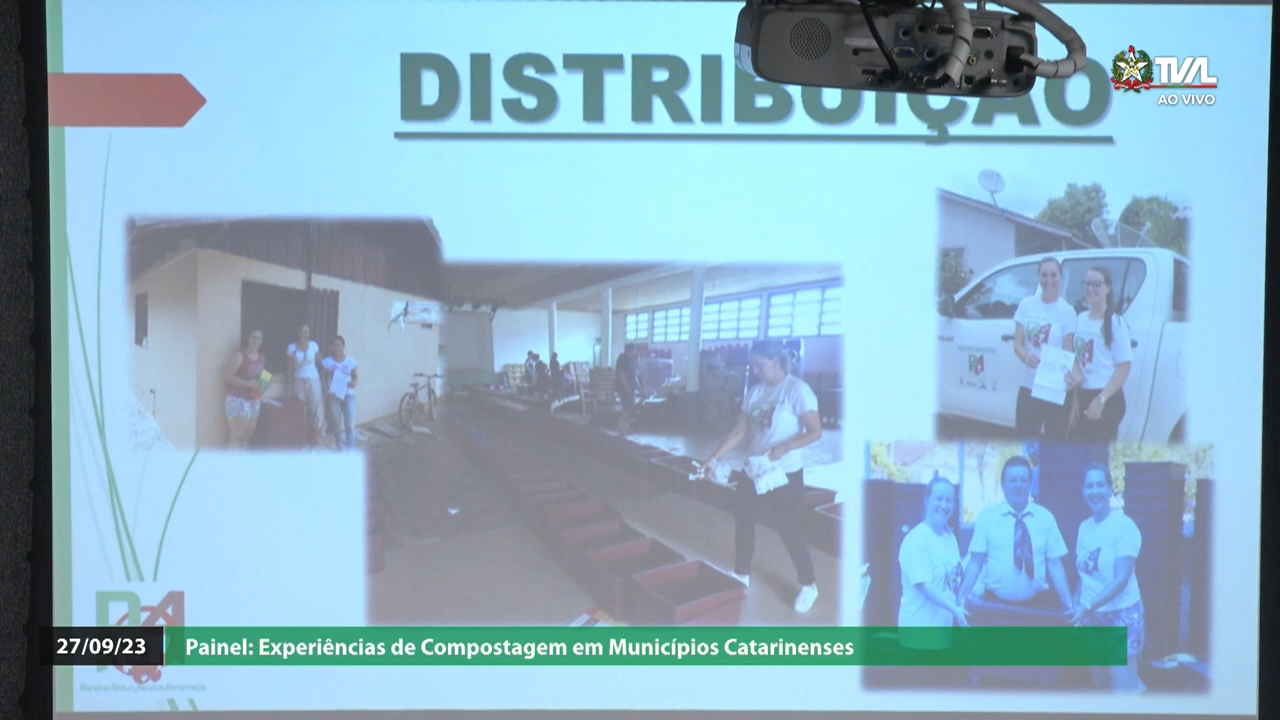 DISTRIBUIÇÃO
TVAL
AO VIVO
27/09/23
Painel: Experiências de Compostagem em Municípios Catarinenses